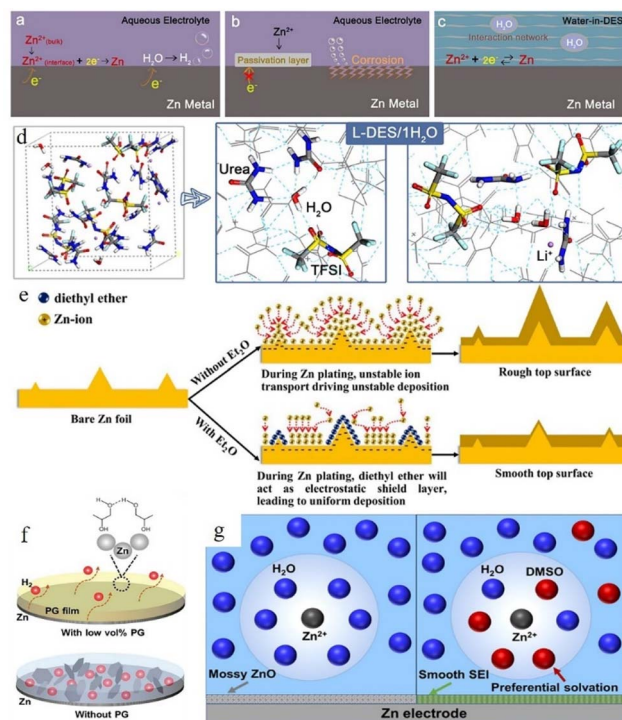 a
Aqueous Electrolyte
Zn²⁺(bulk)
Zn²⁺(interface) + 2e⁻ → Zn
H₂O → H₂
e⁻
e⁻
Zn Metal
b
Aqueous Electrolyte
Zn²⁺
Passivation layer
Corrosion
e⁻
Zn Metal
c
Water-in-DES
H₂O
Interaction network
H₂O
Zn²⁺ + 2e⁻ ⇄ Zn
Zn Metal
d
L-DES/1H₂O
Urea
H₂O
TFSI
Li⁺
e
diethyl ether
Zn-ion
Bare Zn foil
Without Et₂O
During Zn plating, unstable ion
transport driving unstable deposition
Rough top surface
With Et₂O
During Zn plating, diethyl ether will
act as electrostatic shield layer,
leading to uniform deposition
Smooth top surface
f
H
O
H
O
OH
OH
Zn
H₂
PG film
Zn
With low vol% PG
Zn
Without PG
g
H₂O
Zn²⁺
Mossy ZnO
H₂O
DMSO
Zn²⁺
Smooth SEI
Preferential solvation
Zn electrode